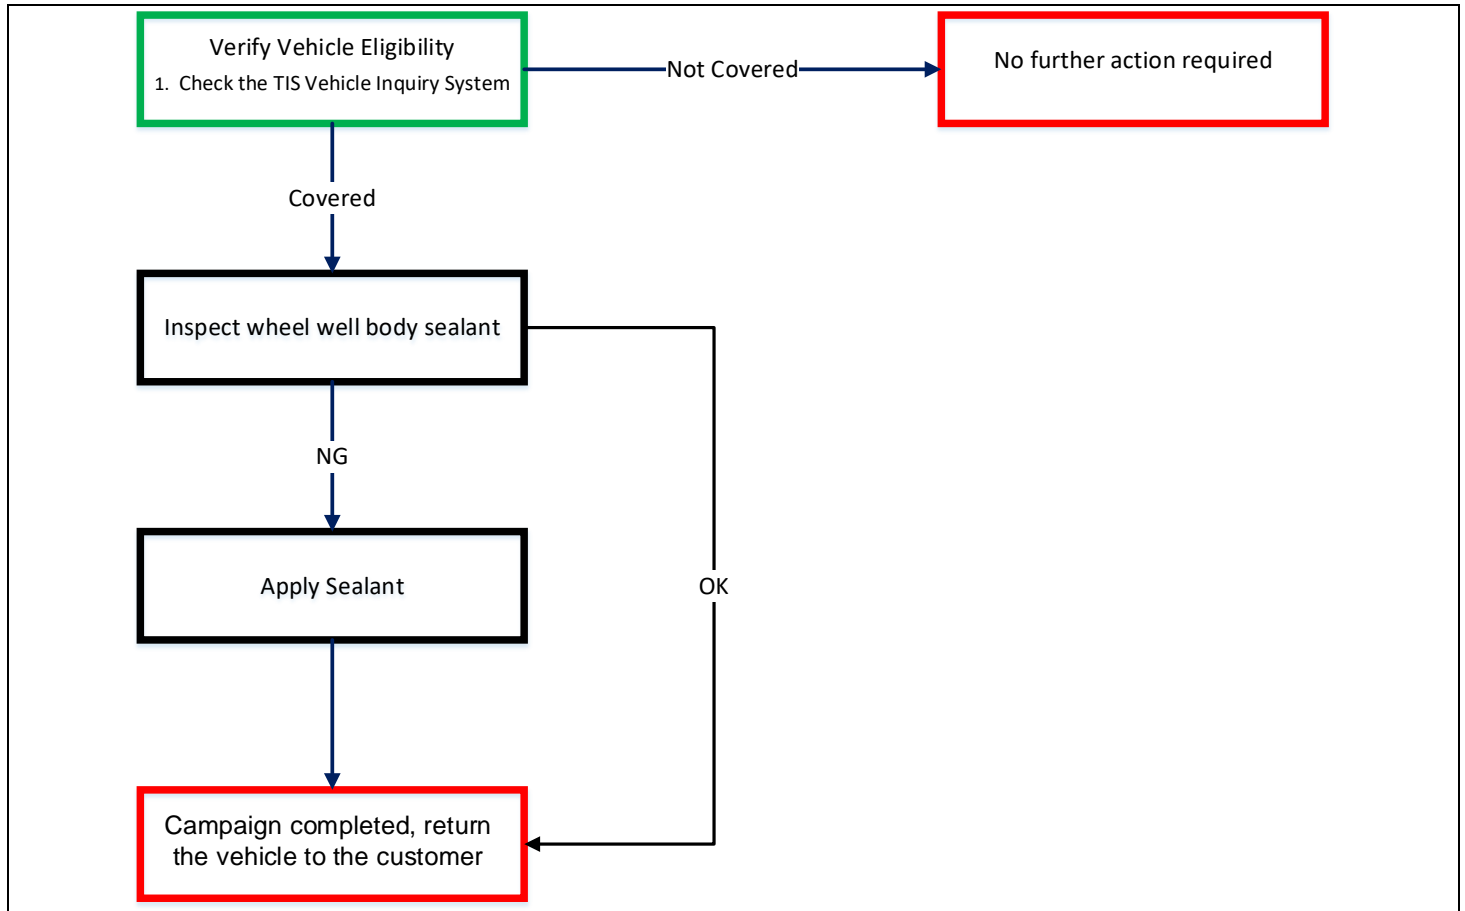 Verify Vehicle Eligibility
1. Check the TIS Vehicle Inquiry System
Not Covered
No further action required
Covered
Inspect wheel well body sealant
NG
Apply Sealant
OK
Campaign completed, return
the vehicle to the customer